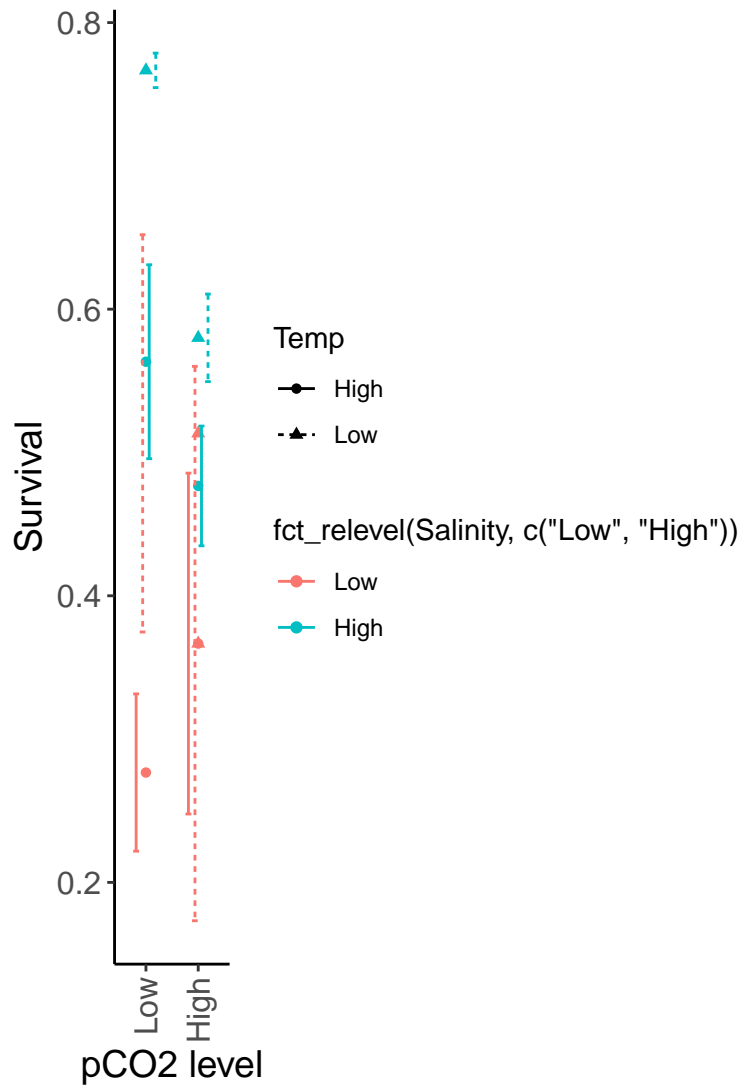 0.8
0.6
0.4
0.2
Survival
Low
High
pCO2 level
Temp
High
Low
fct_relevel(Salinity, c("Low", "High"))
Low
High